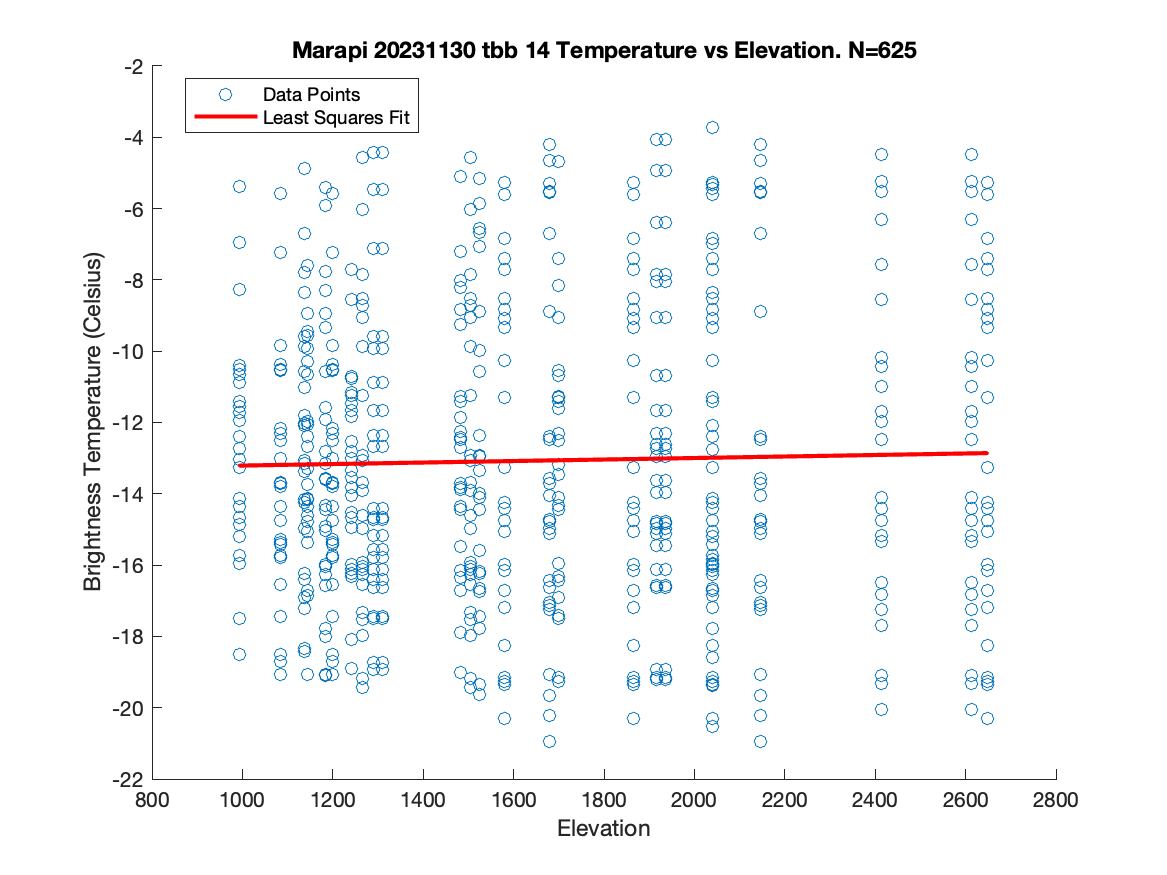 Marapi 20231130 tbb 14 Temperature vs Elevation. N=625
Data Points
Least Squares Fit
Brightness Temperature (Celsius)
-2
-4
-6
-8
-10
-12
-14
-16
-18
-20
-22
800 1000 1200 1400 1600 1800 2000 2200 2400 2600 2800
Elevation